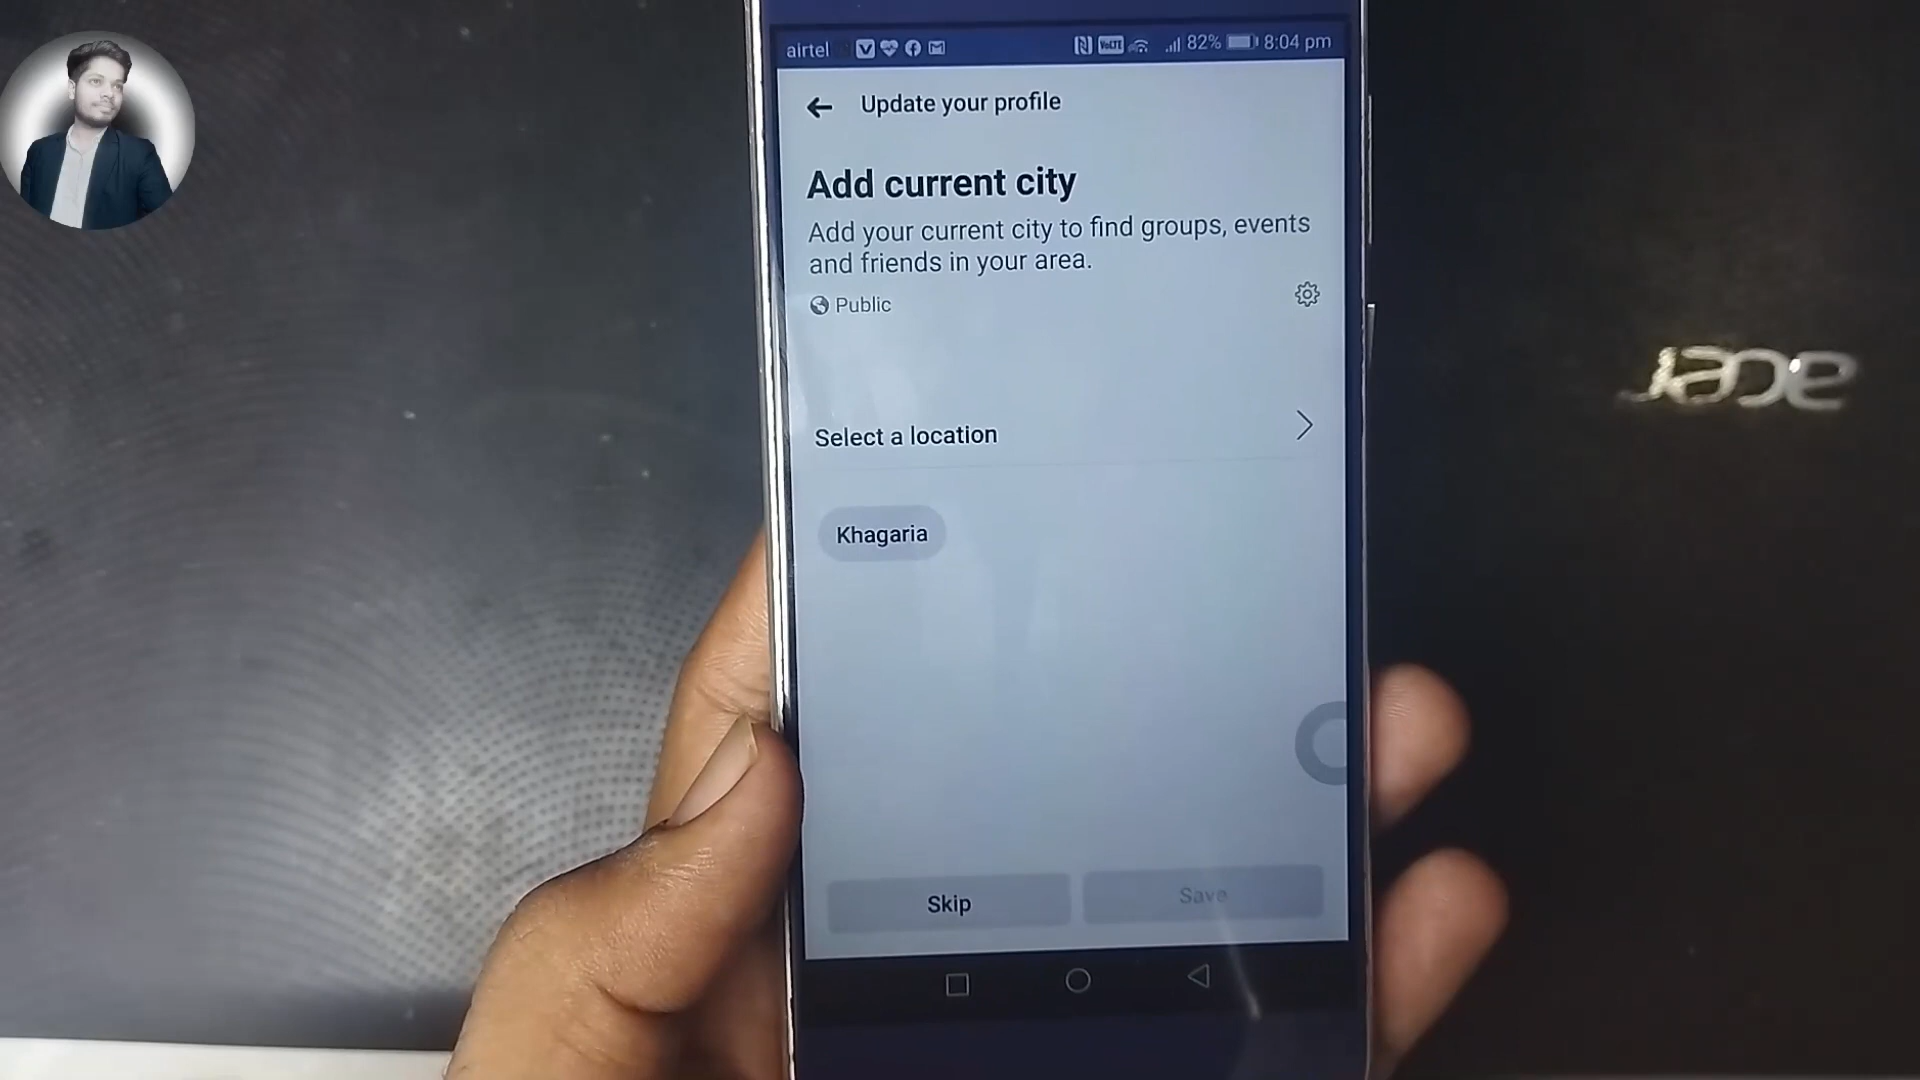 airtel
VoLTE 82% 8:04 pm
Update your profile
Add current city
Add your current city to find groups, events
and friends in your area.
Public
Select a location
Khagaria
Skip
Save
acer